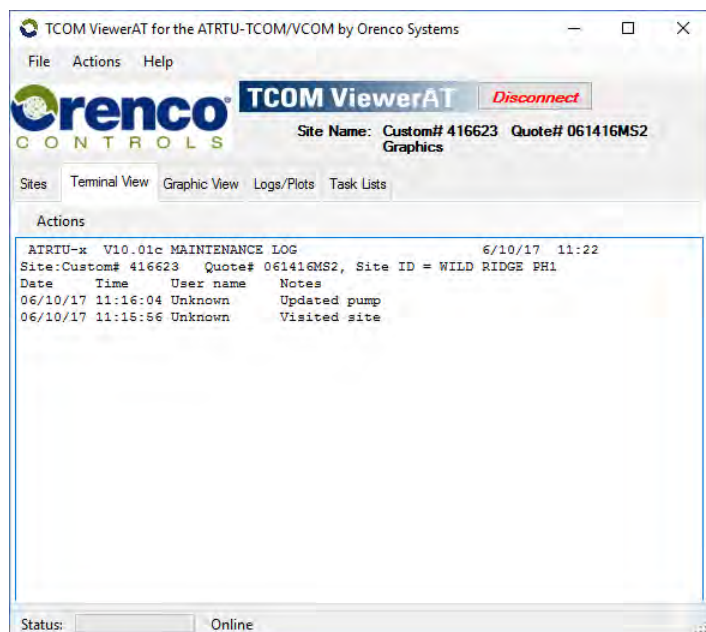 TCOM ViewerAT for the ATRTU-TCOM/VCOM by Orenco Systems
File Actions Help
Orenco
CONTROLS
TCOM ViewerAT
Disconnect
Site Name: Custom# 416623 Quote# 061416MS2
Graphics
Sites Terminal View Graphic View Logs/Plots Task Lists
Actions
ATRTU-x V10.01c MAINTENANCE LOG 6/10/17 11:22
Site:Custom# 416623 Quote# 061416MS2, Site ID = WILD RIDGE PH1
Date Time User name Notes
06/10/17 11:16:04 Unknown Updated pump
06/10/17 11:15:56 Unknown Visited site
Status: Online